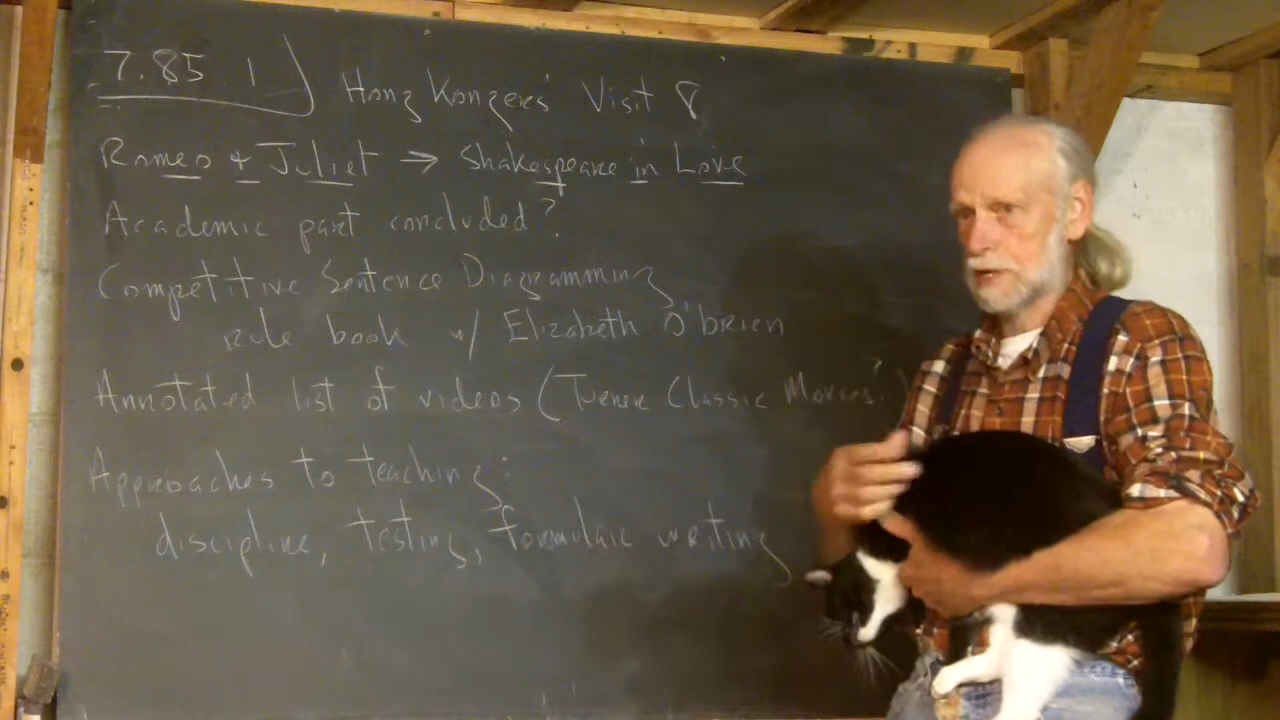 7.85.1) Hong Kongers' Visit 8
Romeo & Juliet → Shakespeare in Love
Academic part concluded?
Competitive Sentence Diagramming
rule book w/ Elizabeth O'brien
Annotated list of videos (Turner Classic Movies?)
Approaches to teaching:
discipline, testing, formulaic writing